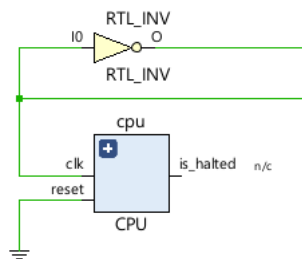 RTL_INV
I0
O
RTL_INV
cpu
clk
is_halted
n/c
reset
CPU